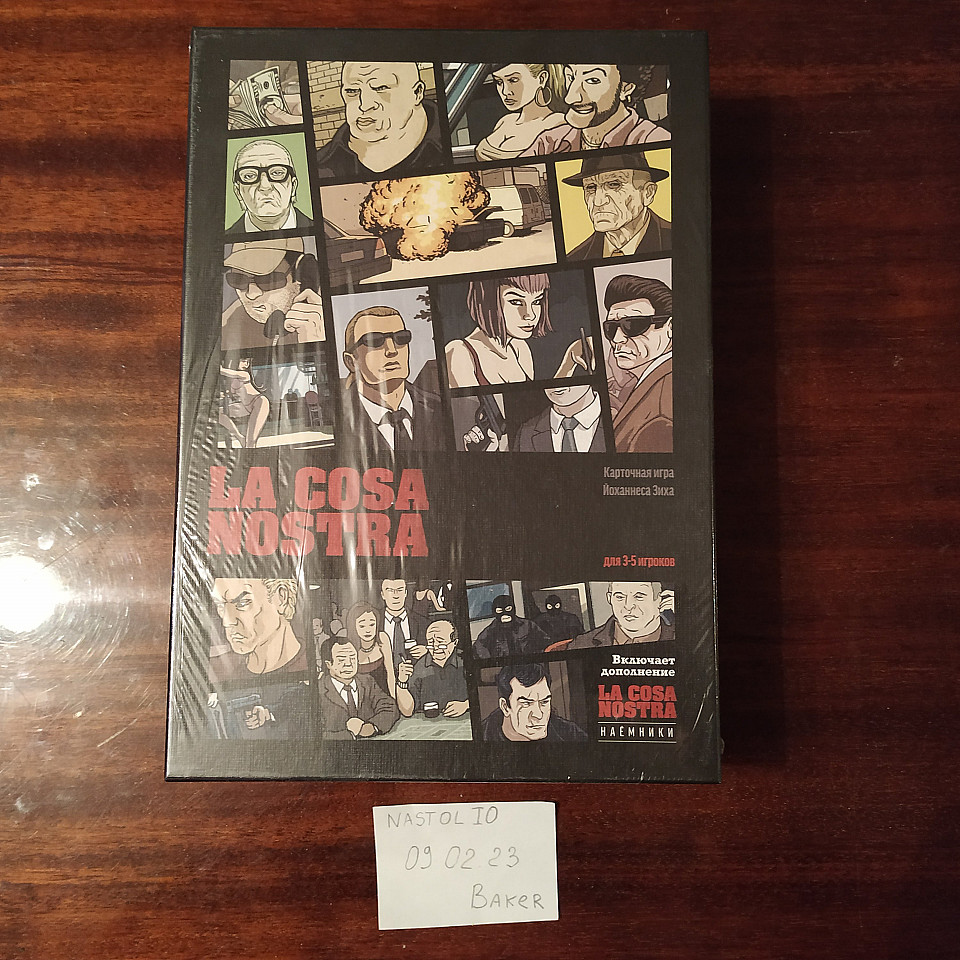 LA COSA
NOSTRA
Карточная игра
Йоханнеса Зиха
для 3-5 игроков
Включает
дополнение
LA COSA
NOSTRA
НАЁМНИКИ
NASTOL IO
09 02 23
BAKER